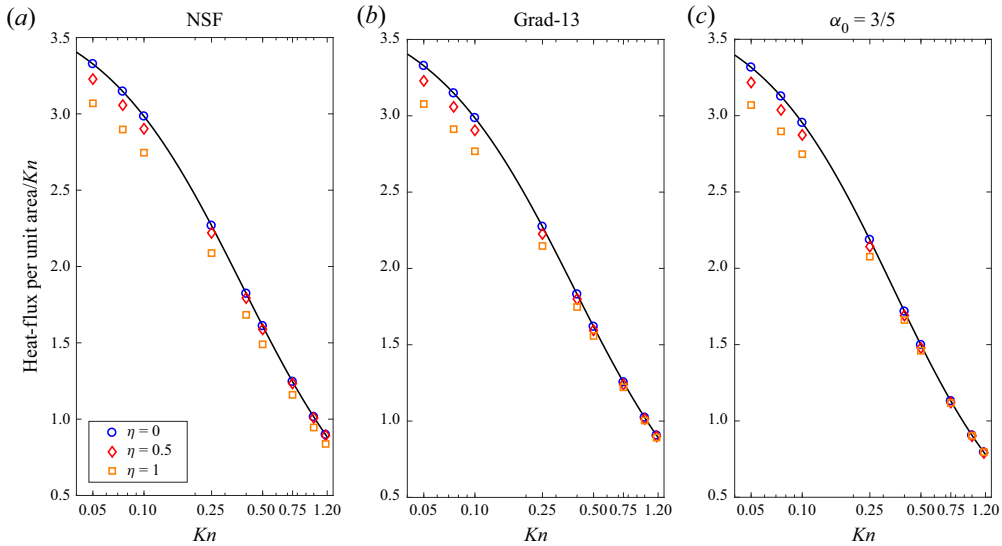 (a) NSF (b) Grad-13 (c) α0 = 3/5
3.5 3.5 3.5
3.0 3.0 3.0
2.5 2.5 2.5
2.0 2.0 2.0
1.5 1.5 1.5
1.0 1.0 1.0
0.5 0.5 0.5
Heat-flux per unit area/Kn
η = 0
η = 0.5
η = 1
0.05 0.10 0.25 0.50 0.75 1.20 0.05 0.10 0.25 0.50 0.75 1.20 0.05 0.10 0.25 0.50 0.75 1.20
Kn Kn Kn